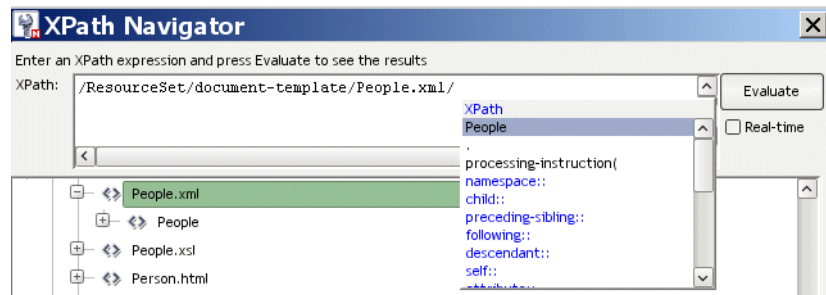 XPath Navigator
Enter an XPath expression and press Evaluate to see the results
XPath:
/ResourceSet/document-template/People.xml/
Evaluate
Real-time
XPath
People
.
processing-instruction(
namespace::
child::
preceding-sibling::
following::
descendant::
self::
attribute::
People.xml
People
People.xsl
Person.html